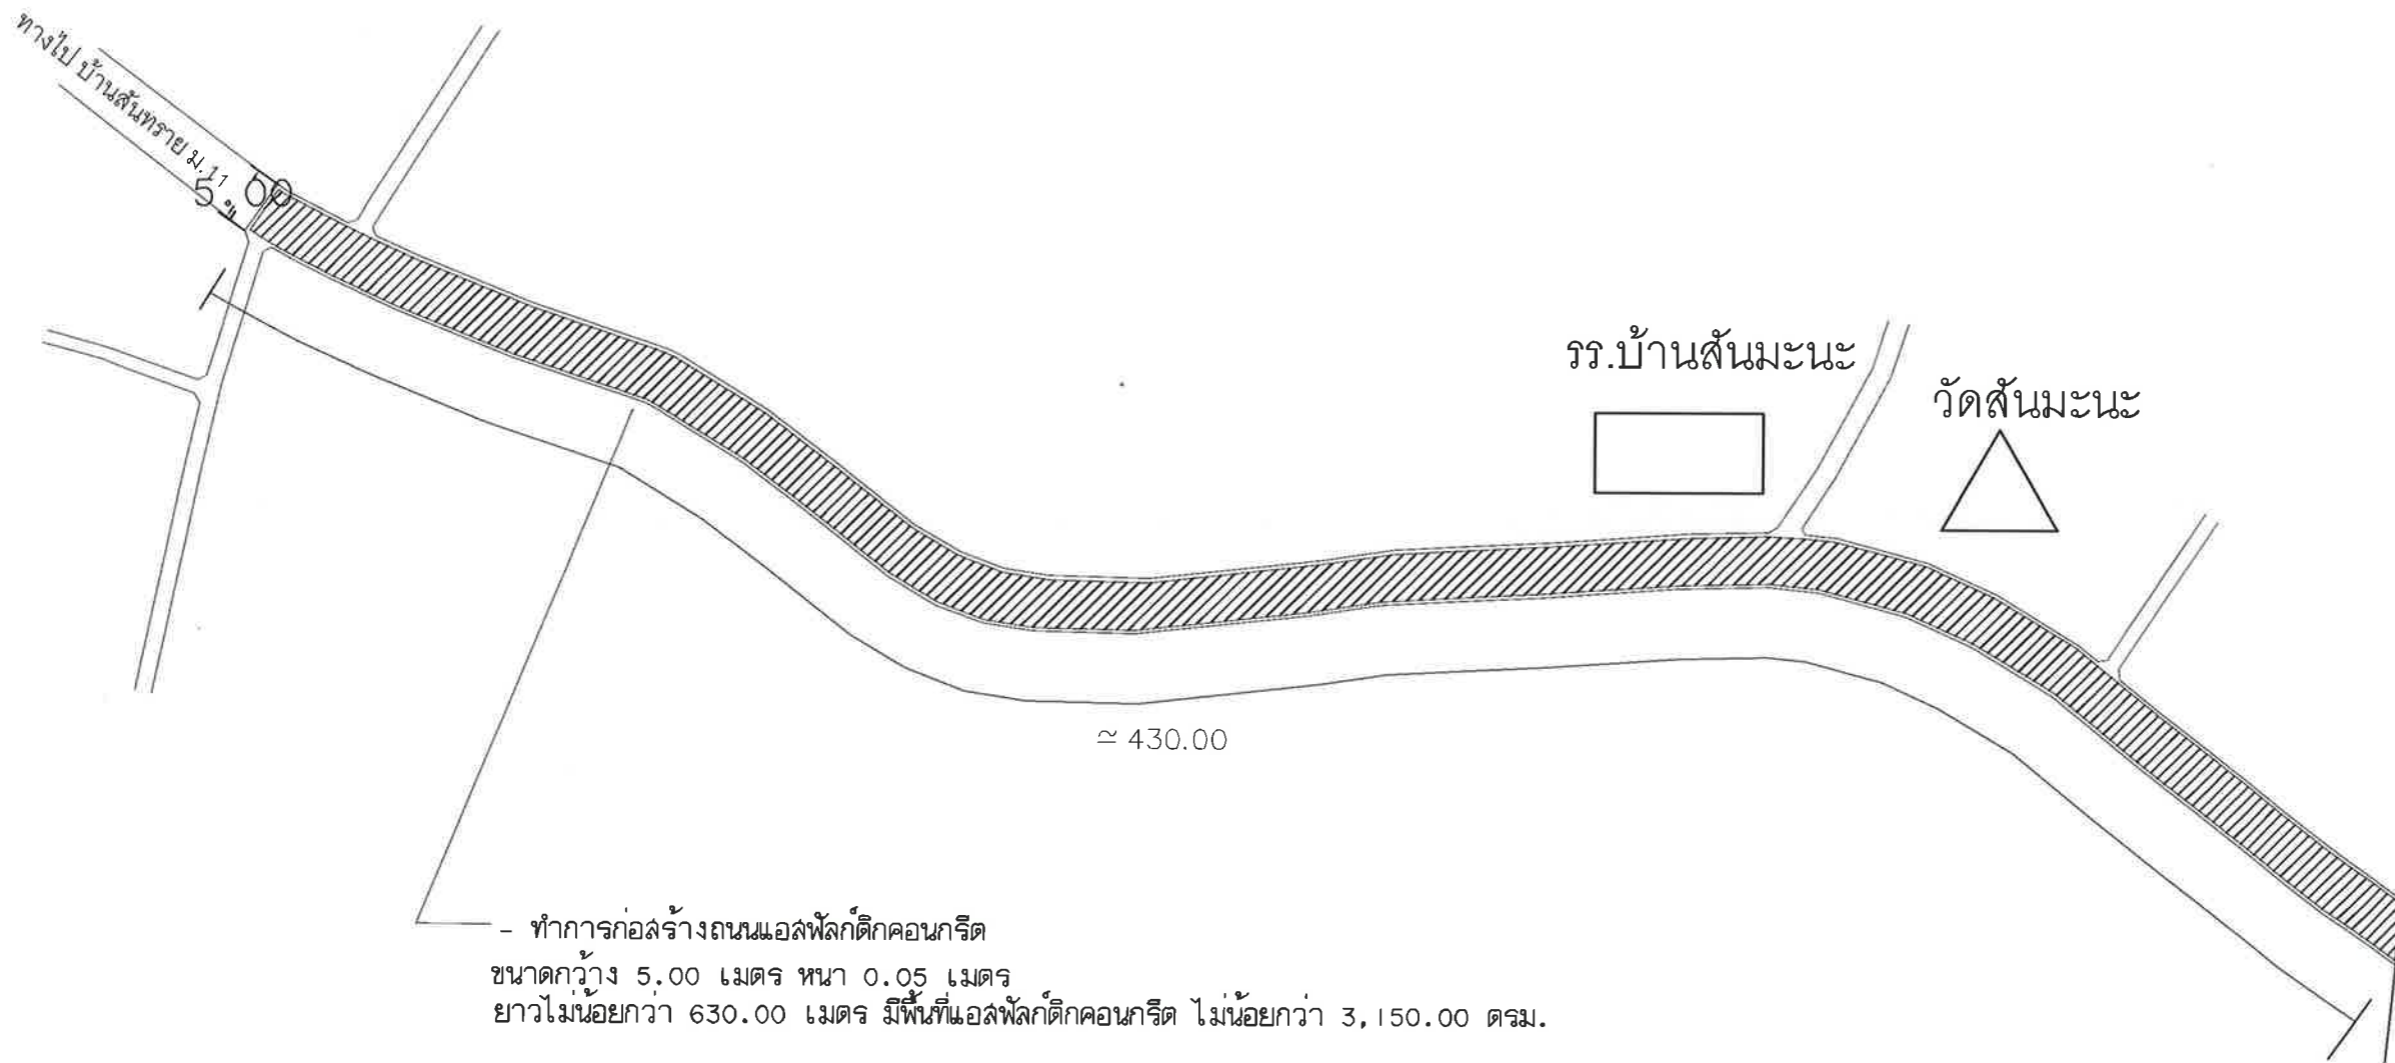 ทางไป บ้านสันทราย ม.11
5.00
รร.บ้านสันมะนะ
วัดสันมะนะ
≃ 430.00
- ทำการก่อสร้างถนนแอสฟัลก์ติกคอนกรีต
ขนาดกว้าง 5.00 เมตร หนา 0.05 เมตร
ยาวไม่น้อยกว่า 630.00 เมตร มีพื้นที่แอสฟัลก์ติกคอนกรีต ไม่น้อยกว่า 3,150.00 ตรม.